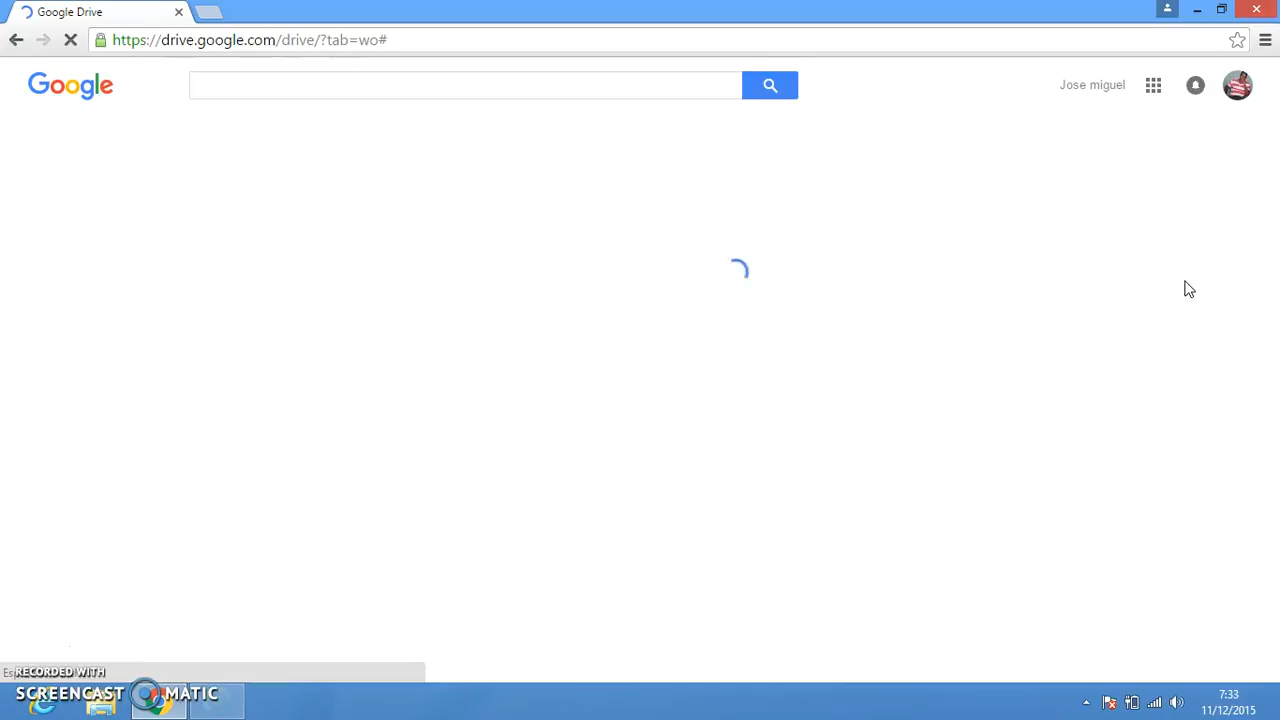 Google Drive
https://drive.google.com/drive/?tab=wo#
Google
Jose miguel
RECORDED WITH
SCREENCAST MATIC
7:33
11/12/2015